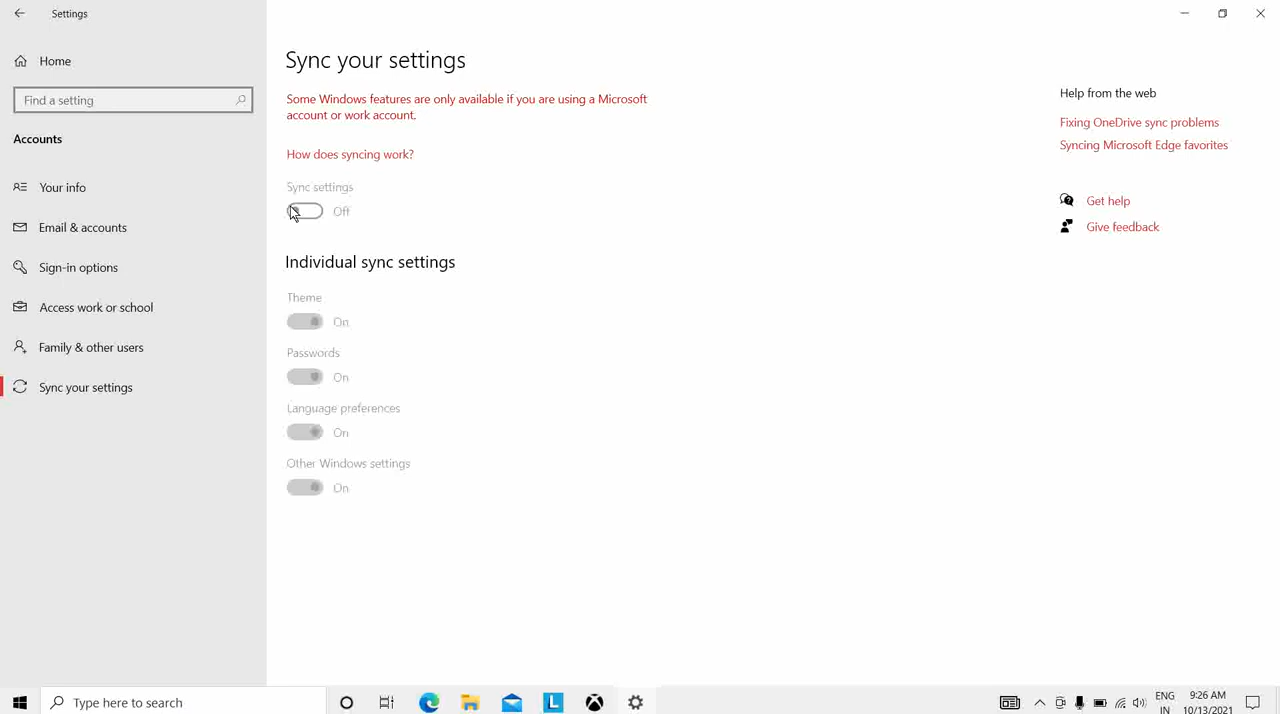 Settings
Home
Find a setting
Accounts
Your info
Email & accounts
Sign-in options
Access work or school
Family & other users
Sync your settings
Sync your settings
Some Windows features are only available if you are using a Microsoft
account or work account.
How does syncing work?
Sync settings
Off
Individual sync settings
Theme
On
Passwords
On
Language preferences
On
Other Windows settings
On
Help from the web
Fixing OneDrive sync problems
Syncing Microsoft Edge favorites
Get help
Give feedback
Type here to search
L
ENG
IN
9:26 AM
10/13/2021